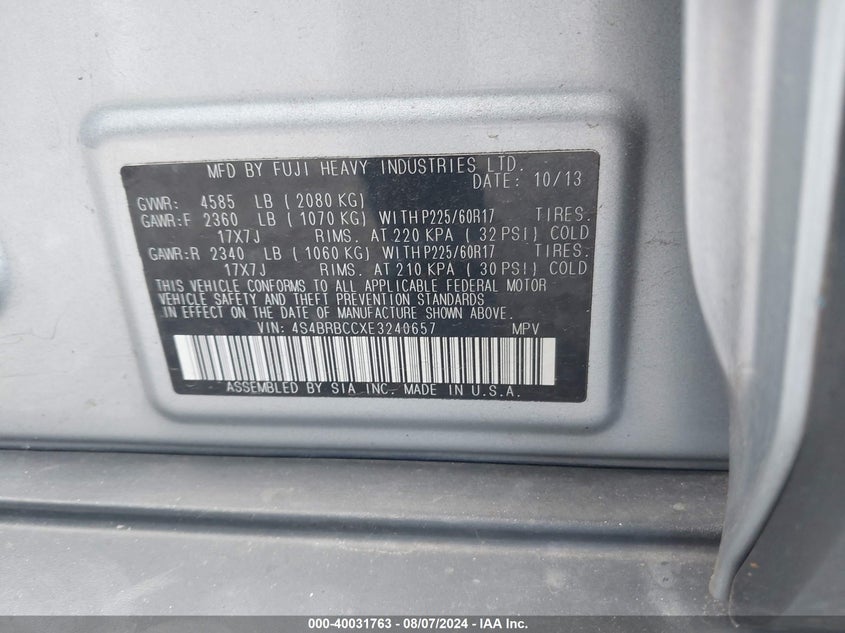 MFD BY FUJI HEAVY INDUSTRIES LTD.
DATE: 10/13
GVWR: 4585 LB ( 2080 KG)
GAWR:F 2360 LB ( 1070 KG) WITH P225/60R17 TIRES.
17X7J RIMS. AT 220 KPA ( 32 PSI) COLD
GAWR:R 2340 LB ( 1060 KG) WITH P225/60R17 TIRES.
17X7J RIMS. AT 210 KPA ( 30 PSI) COLD
THIS VEHICLE CONFORMS TO ALL APPLICABLE FEDERAL MOTOR
VEHICLE SAFETY AND THEFT PREVENTION STANDARDS
IN EFFECT ON THE DATE OF MANUFACTURE SHOWN ABOVE.
VIN: 4S4BRBCCXE3240657 MPV
ASSEMBLED BY SIA INC. MADE IN U.S.A.
000-40031763 - 08/07/2024 - IAA Inc.